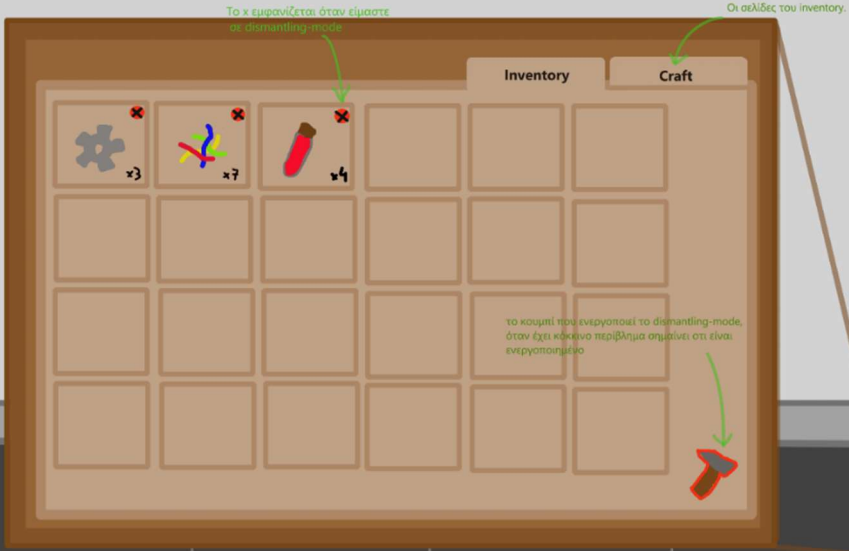 Το x εμφανίζεται όταν είμαστε
σε dismantling-mode
Οι σελίδες του inventory.
Inventory
Craft
x3
x7
x4
το κουμπί που ενεργοποιεί το dismantling-mode,
όταν έχει κόκκινο περίβλημα σημαίνει οτι είναι
ενεργοποιημένο